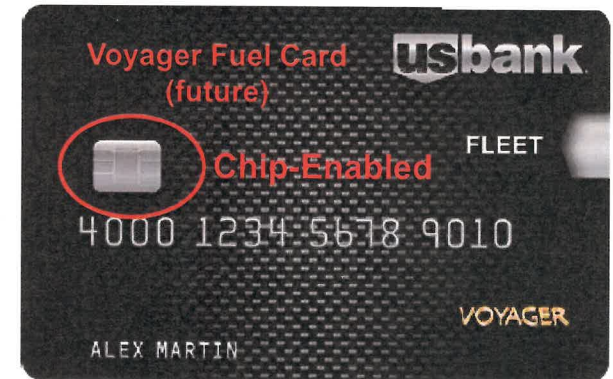 Voyager Fuel Card
(future)
usbank
FLEET
Chip-Enabled
4000 1234 5678 9010
VOYAGER
ALEX MARTIN